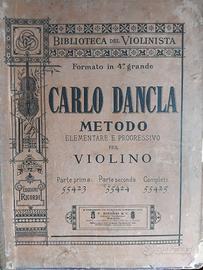 BIBLIOTECA DEL VIOLINISTA
Formato in 4º grande
CARLO DANCLA
METODO
ELEMENTARE E PROGRESSIVO
PER
VIOLINO
Parte prima: Parte seconda: Completo:
55423 55424 55425
EDIZIONI
RICORDI